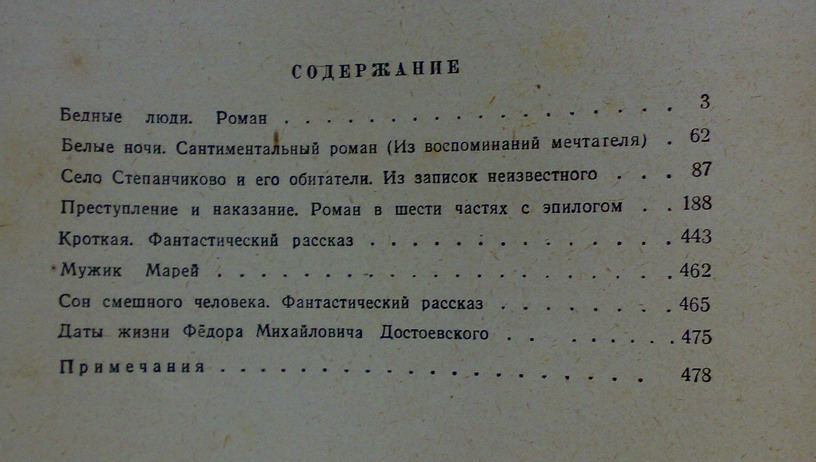 СОДЕРЖАНИЕ
Бедные люди. Роман . . . . . . . . . . . . . . . . . 3
Белые ночи. Сантиментальный роман (Из воспоминаний мечтателя) . 62
Село Степанчиково и его обитатели. Из записок неизвестного . . . 87
Преступление и наказание. Роман в шести частях с эпилогом . . 188
Кроткая. Фантастический рассказ . . . . . . . . . . . . . 443
Мужик Марей . . . . . . . . . . . . . . . . . . . 462
Сон смешного человека. Фантастический рассказ . . . . . . . 465
Даты жизни Фёдора Михайловича Достоевского . . . . . . . . 475
Примечания . . . . . . . . . . . . . . . . . . 478